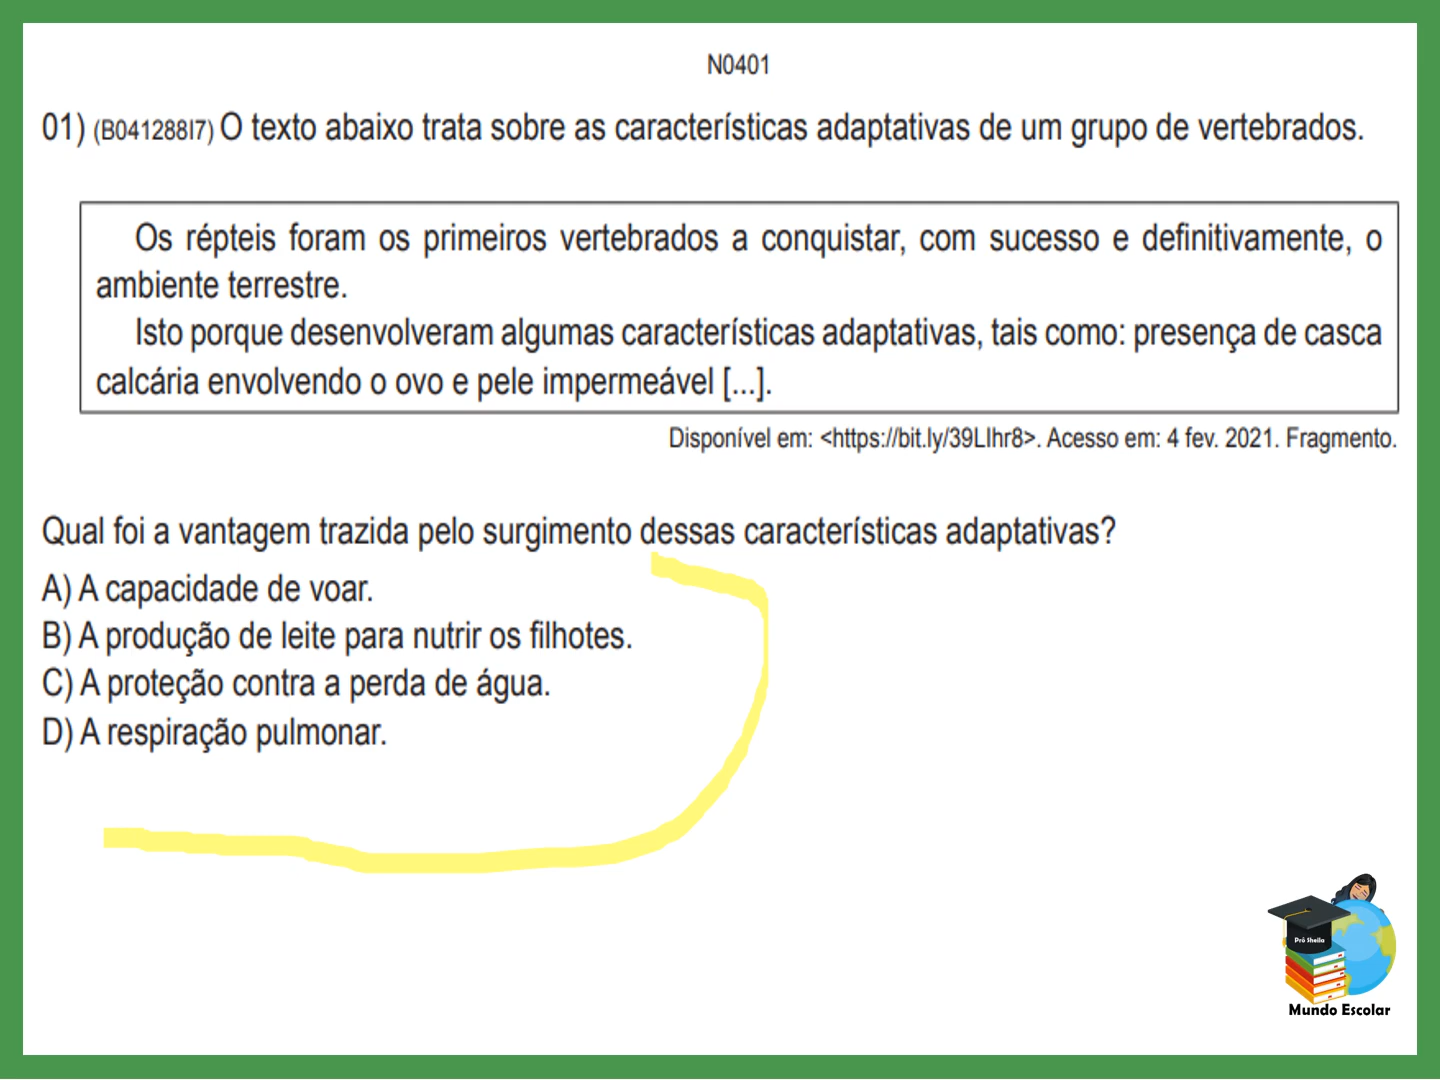 N0401
01) (B041288I7) O texto abaixo trata sobre as características adaptativas de um grupo de vertebrados.
Os répteis foram os primeiros vertebrados a conquistar, com sucesso e definitivamente, o
ambiente terrestre.
Isto porque desenvolveram algumas características adaptativas, tais como: presença de casca
calcária envolvendo o ovo e pele impermeável [...].
Disponível em: <https://bit.ly/39LIhr8>. Acesso em: 4 fev. 2021. Fragmento.
Qual foi a vantagem trazida pelo surgimento dessas características adaptativas?
A) A capacidade de voar.
B) A produção de leite para nutrir os filhotes.
C) A proteção contra a perda de água.
D) A respiração pulmonar.
Pró Sheila
Mundo Escolar